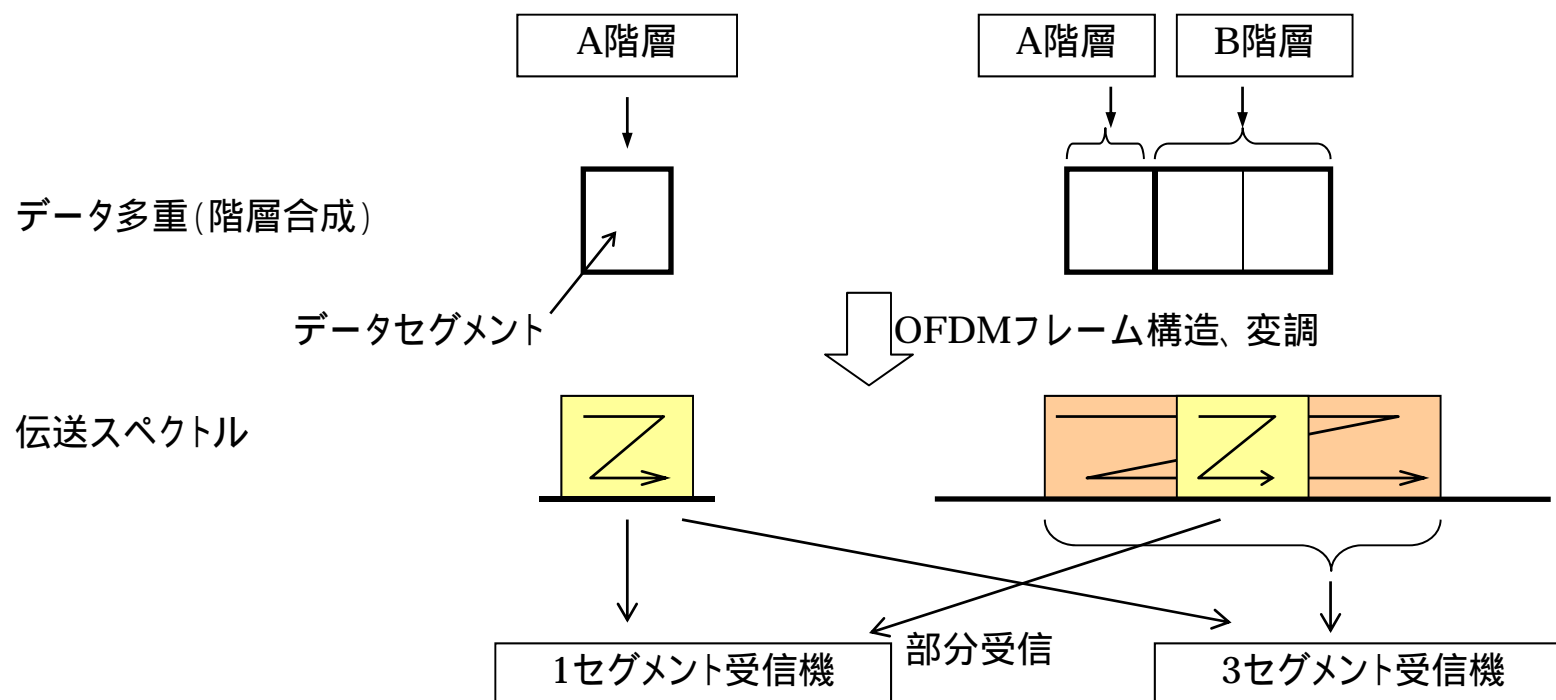 A階層
A階層
B階層
データ多重(階層合成)
データセグメント
OFDMフレーム構造、変調
伝送スペクトル
部分受信
1セグメント受信機
3セグメント受信機